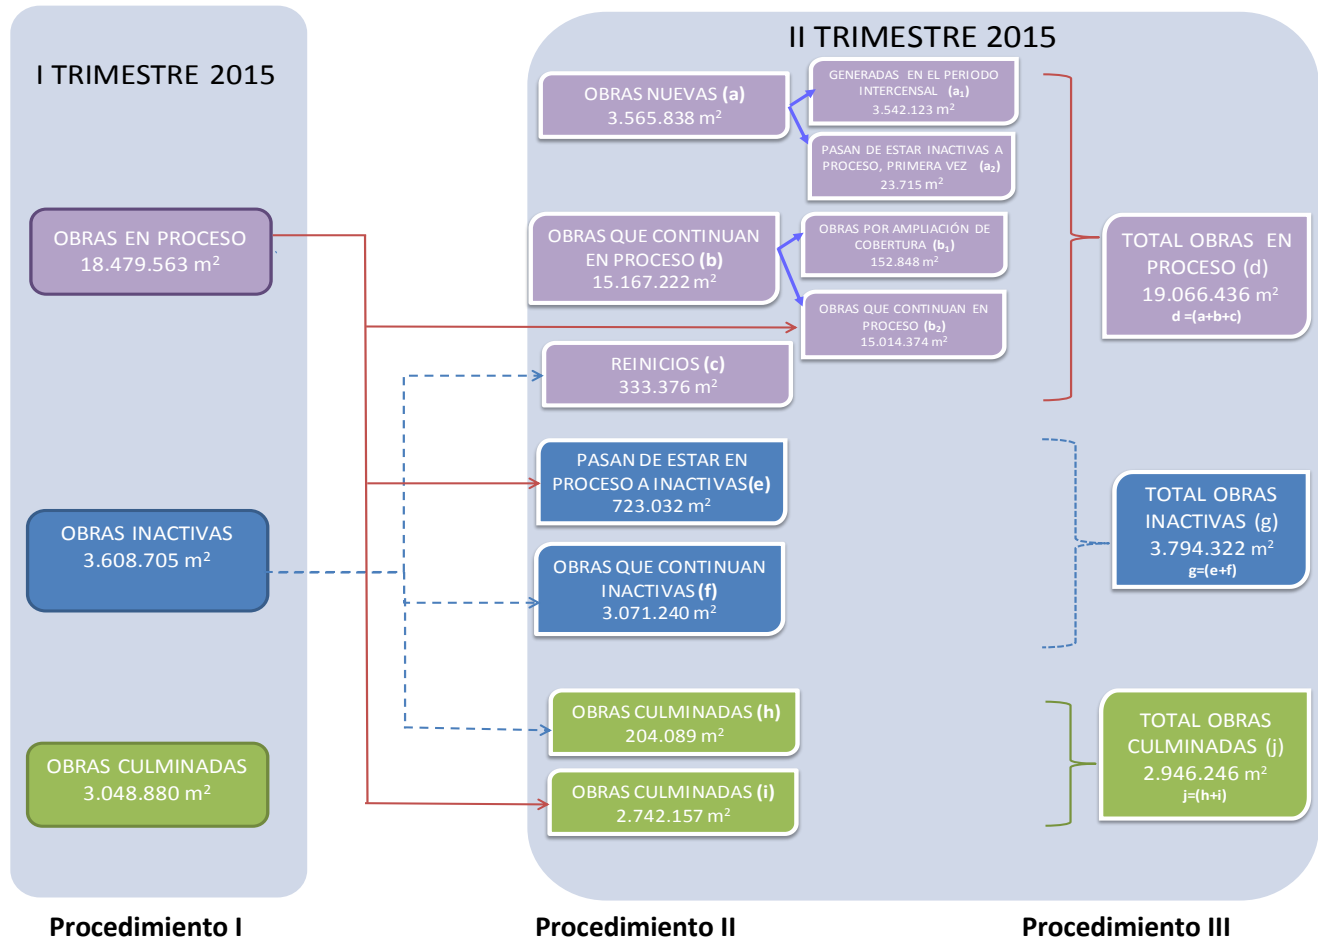 I TRIMESTRE 2015
OBRAS EN PROCESO
18.479.563 m²
OBRAS INACTIVAS
3.608.705 m²
OBRAS CULMINADAS
3.048.880 m²
II TRIMESTRE 2015
OBRAS NUEVAS (a)
3.565.838 m²
GENERADAS EN EL PERIODO
INTERCENSAL (a₁)
3.542.123 m²
PASAN DE ESTAR INACTIVAS A
PROCESO, PRIMERA VEZ (a₂)
23.715 m²
OBRAS QUE CONTINUAN
EN PROCESO (b)
15.167.222 m²
OBRAS POR AMPLIACIÓN DE
COBERTURA (b₁)
152.848 m²
OBRAS QUE CONTINUAN EN
PROCESO (b₂)
15.014.374 m²
REINICIOS (c)
333.376 m²
PASAN DE ESTAR EN
PROCESO A INACTIVAS(e)
723.032 m²
OBRAS QUE CONTINUAN
INACTIVAS (f)
3.071.240 m²
OBRAS CULMINADAS (h)
204.089 m²
OBRAS CULMINADAS (i)
2.742.157 m²
TOTAL OBRAS EN
PROCESO (d)
19.066.436 m²
d =(a+b+c)
TOTAL OBRAS
INACTIVAS (g)
3.794.322 m²
g=(e+f)
TOTAL OBRAS
CULMINADAS (j)
2.946.246 m²
j=(h+i)
Procedimiento I
Procedimiento II
Procedimiento III